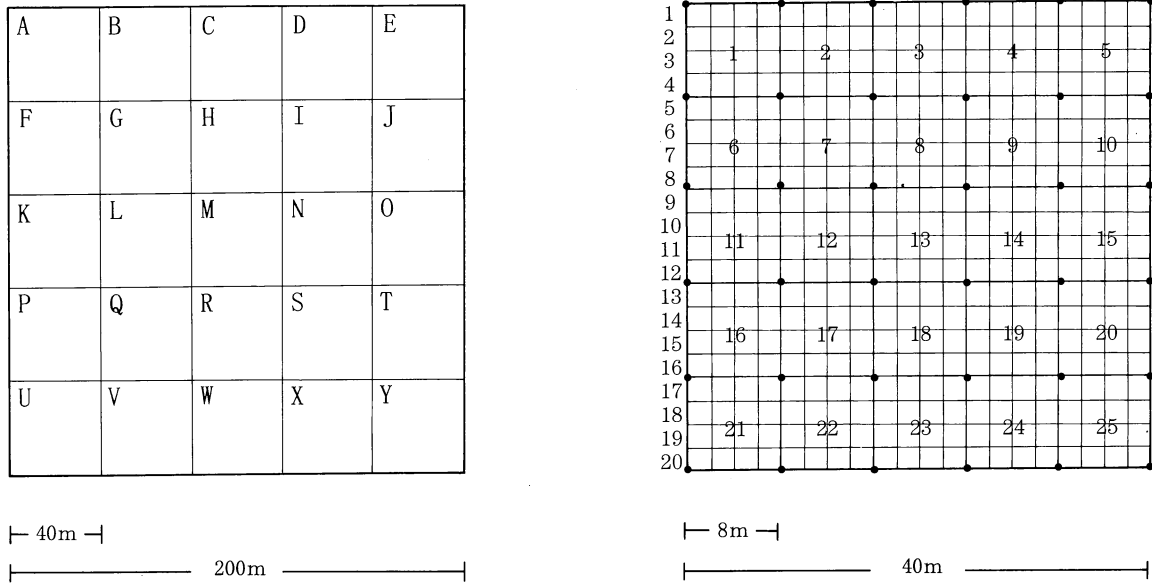 A B C D E
F G H I J
K L M N O
P Q R S T
U V W X Y
40m
200m
1
2
3
4
5
6
7
8
9
10
11
12
13
14
15
16
17
18
19
20
1 2 3 4 5
6 7 8 9 10
11 12 13 14 15
16 17 18 19 20
21 22 23 24 25
8m
40m